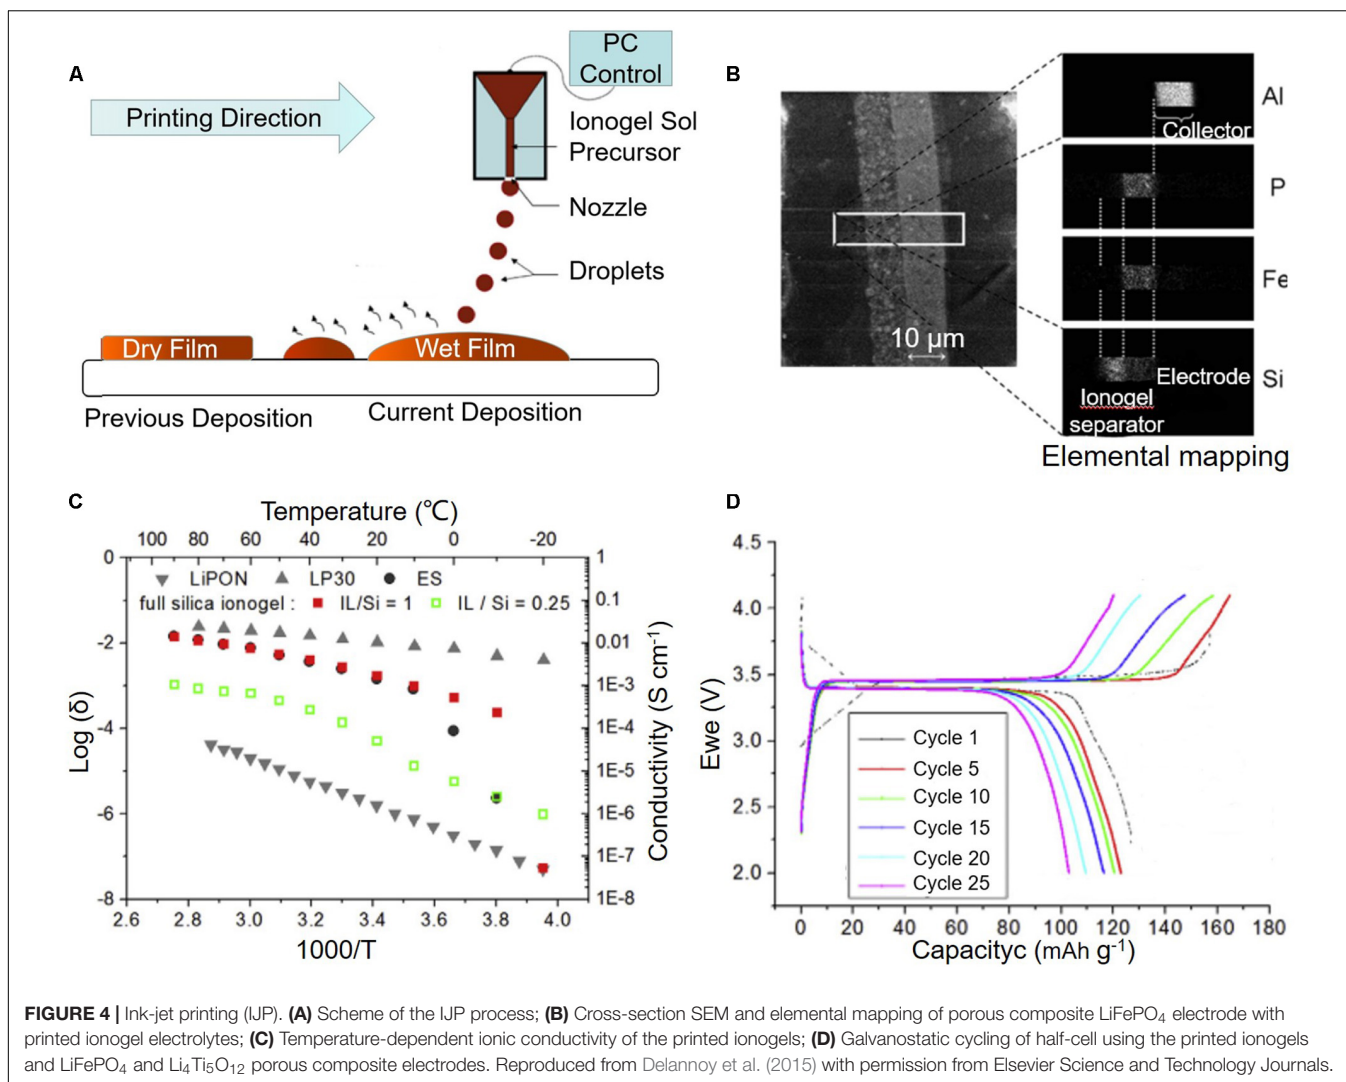 A
PC
Control
Printing Direction
Ionogel Sol
Precursor
Nozzle
Droplets
Dry Film
Wet Film
Previous Deposition
Current Deposition
B
10 μm
Al
Collector
P
Fe
Electrode
Si
Ionogel
separator
Elemental mapping
C
Temperature (℃)
100 80 60 40 20 0 -20
0 1
LiPON LP30 ES
full silica ionogel : IL/Si = 1 IL / Si = 0.25
0.1
-2 0.01
1E-3
-4 1E-4
1E-5
-6 1E-6
1E-7
-8 1E-8
Log (δ)
Conductivity (S cm⁻¹)
2.6 3.0 3.2 3.4 3.6 3.8 4.0
1000/T
D
4.5
4.0
3.5
3.0
2.5
2.0
Ewe (V)
Cycle 1
Cycle 5
Cycle 10
Cycle 15
Cycle 20
Cycle 25
0 20 40 60 80 100 120 140 160 180
Capacityc (mAh g⁻¹)
FIGURE 4 | Ink-jet printing (IJP). (A) Scheme of the IJP process; (B) Cross-section SEM and elemental mapping of porous composite LiFePO₄ electrode with
printed ionogel electrolytes; (C) Temperature-dependent ionic conductivity of the printed ionogels; (D) Galvanostatic cycling of half-cell using the printed ionogels
and LiFePO₄ and Li₄Ti₅O₁₂ porous composite electrodes. Reproduced from Delannoy et al. (2015) with permission from Elsevier Science and Technology Journals.